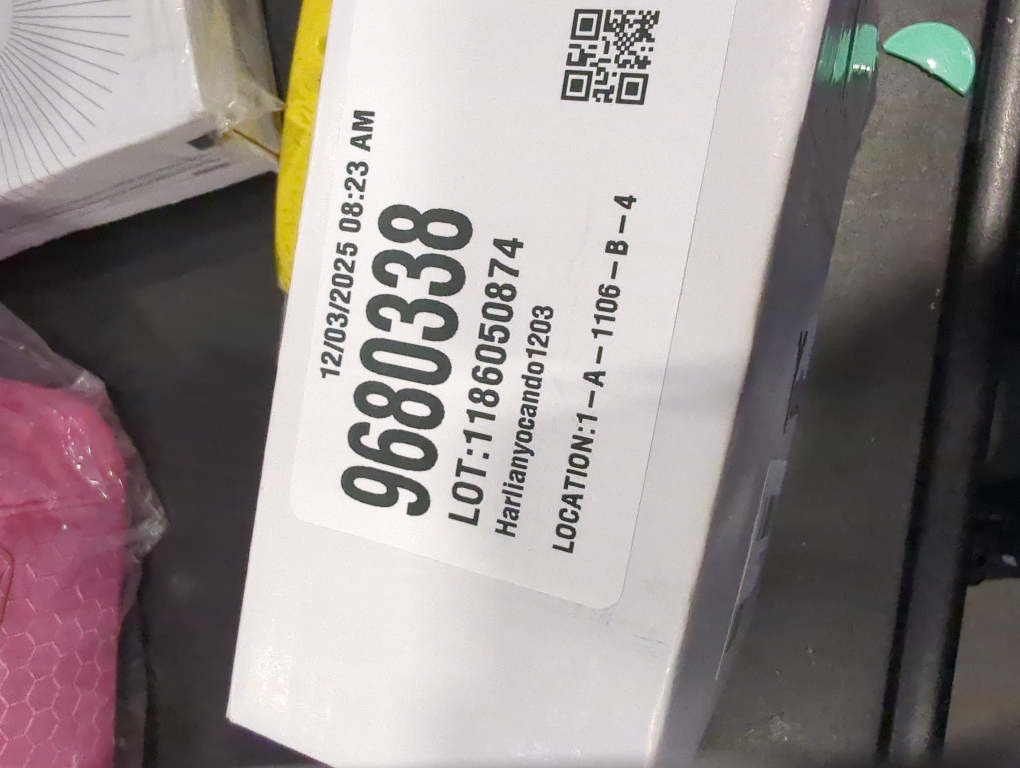 12/03/2025 08:23 AM
9680338
LOT:1186050874
Harlianyocando1203
LOCATION:1-A-1106-B-4